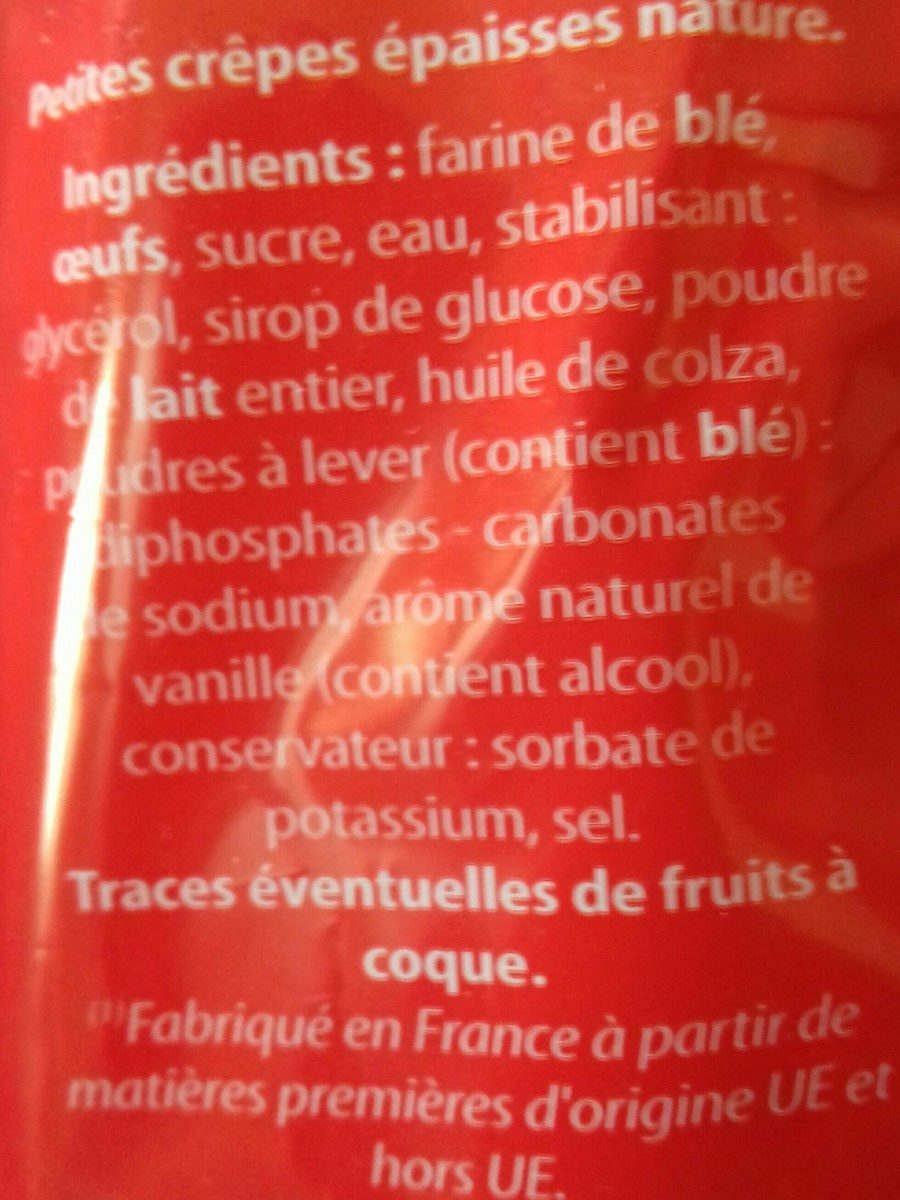 Petites crêpes épaisses nature.
Ingrédients : farine de blé,
œufs, sucre, eau, stabilisant :
glycérol, sirop de glucose, poudre
de lait entier, huile de colza,
poudres à lever (contient blé) :
diphosphates - carbonates
de sodium, arôme naturel de
vanille (contient alcool),
conservateur : sorbate de
potassium, sel.
Traces éventuelles de fruits à
coque.
(1)Fabriqué en France à partir de
matières premières d'origine UE et
hors UE.